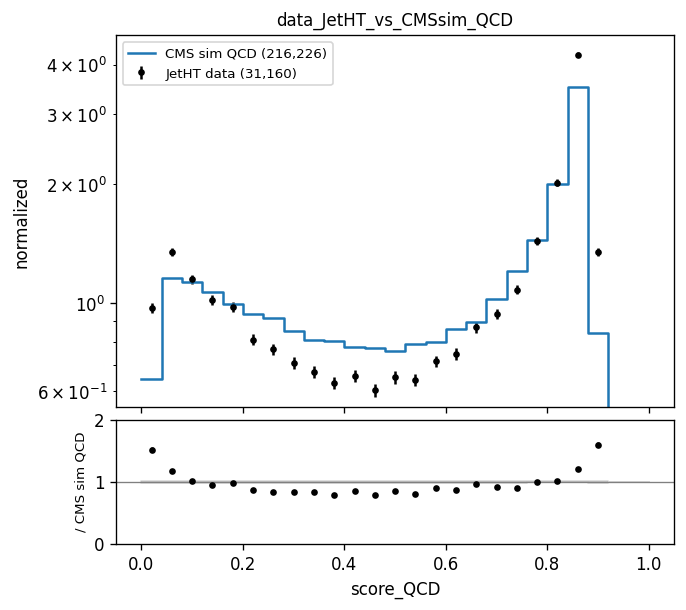 data_JetHT_vs_CMSsim_QCD
CMS sim QCD (216,226)
JetHT data (31,160)
normalized
4 × 10⁰
3 × 10⁰
2 × 10⁰
10⁰
6 × 10⁻¹
/ CMS sim QCD
2
1
0
0.0 0.2 0.4 0.6 0.8 1.0
score_QCD